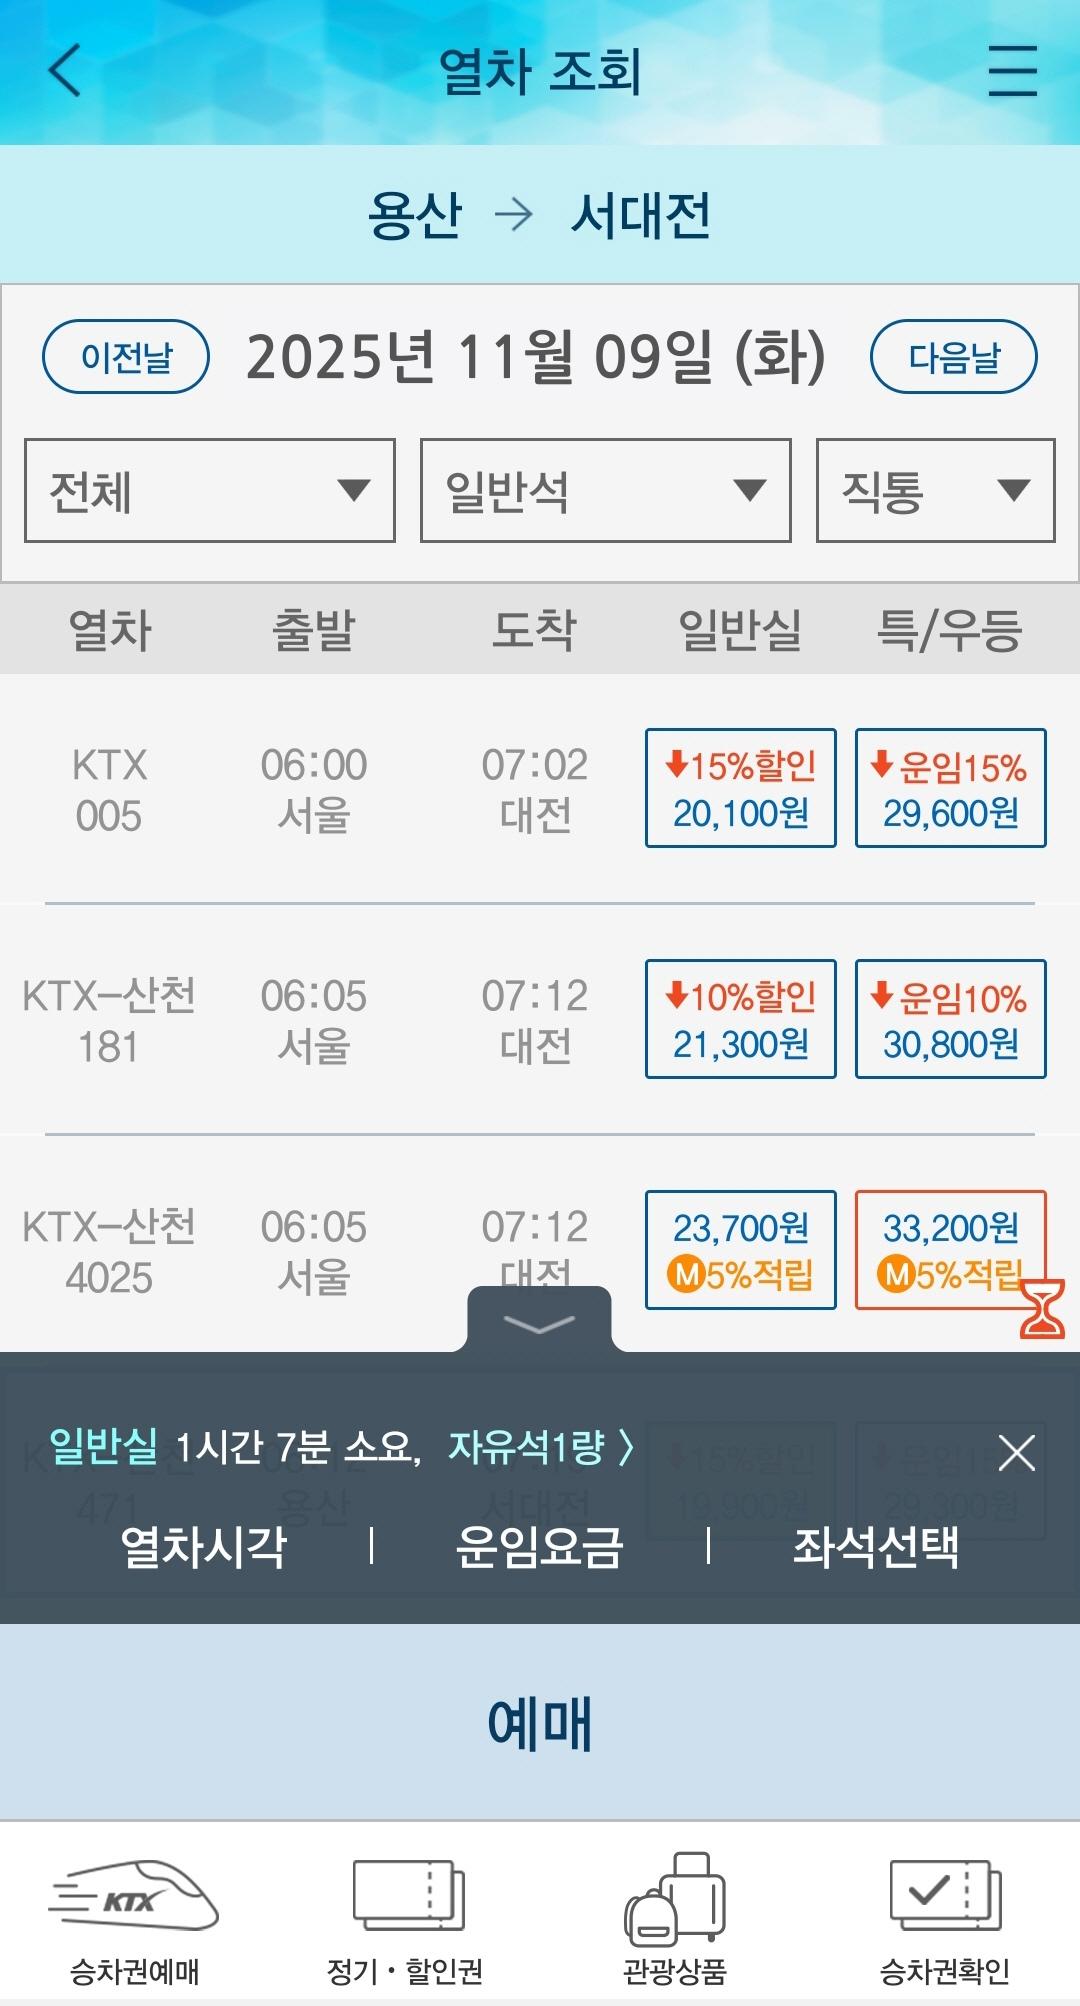 열차 조회
용산 → 서대전
이전날 2025년 11월 09일 (화) 다음날
전체 일반석 직통
열차 출발 도착 일반실 특/우등
KTX 06:00 07:02 15%할인 운임15%
005 서울 대전 20,100원 29,600원
KTX-산천 06:05 07:12 10%할인 운임10%
181 서울 대전 21,300원 30,800원
KTX-산천 06:05 07:12 23,700원 33,200원
4025 서울 대전 M5%적립 M5%적립
일반실 1시간 7분 소요, 자유석1량 〉
15%할인
471 용산 서대전 19,900원 29,300원
열차시각 | 운임요금 | 좌석선택
예매
KTX
승차권예매 정기·할인권 관광상품 승차권확인